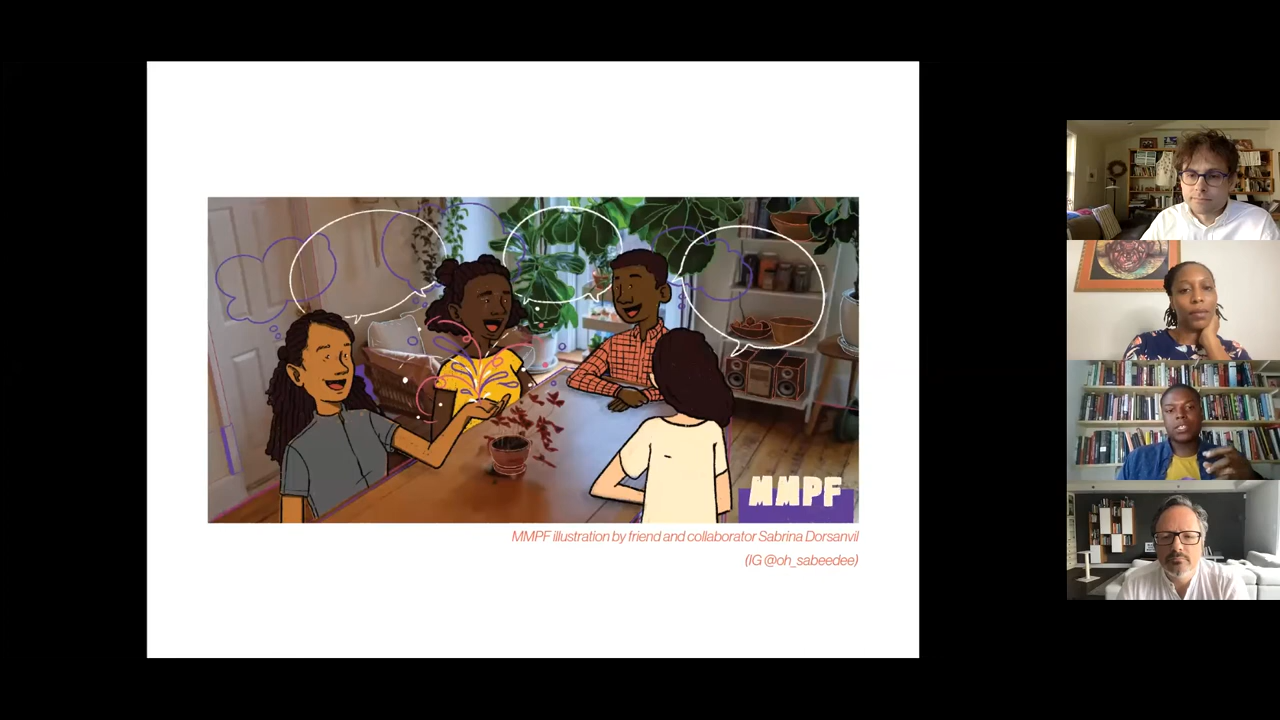 MMPF
MMPF illustration by friend and collaborator Sabrina Dorsanvil
(IG @oh_sabeedee)